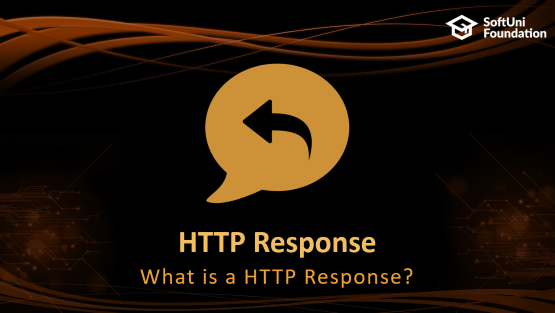 SoftUni
Foundation
HTTP Response
What is a HTTP Response?